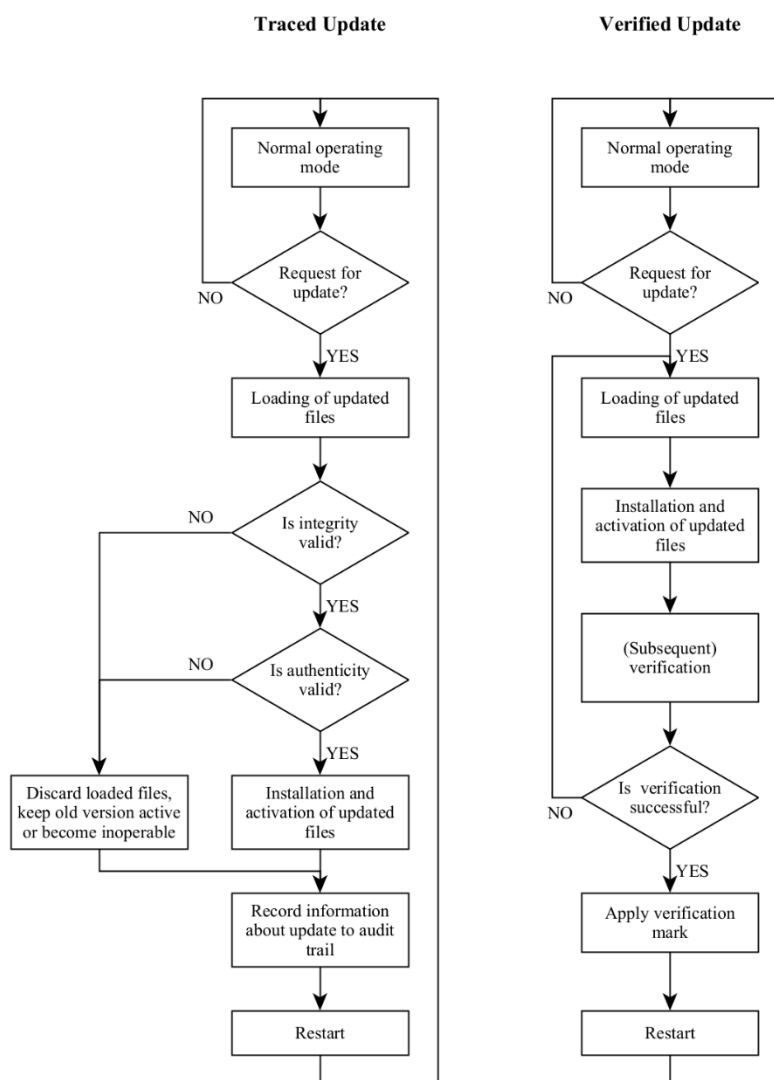 Traced Update
Normal operating
mode
Request for
update?
NO
YES
Loading of updated
files
Is integrity
valid?
NO
YES
Is authenticity
valid?
NO
YES
Discard loaded files,
keep old version active
or become inoperable
Installation and
activation of updated
files
Record information
about update to audit
trail
Restart
Verified Update
Normal operating
mode
Request for
update?
NO
YES
Loading of updated
files
Installation and
activation of updated
files
(Subsequent)
verification
Is verification
successful?
NO
YES
Apply verification
mark
Restart